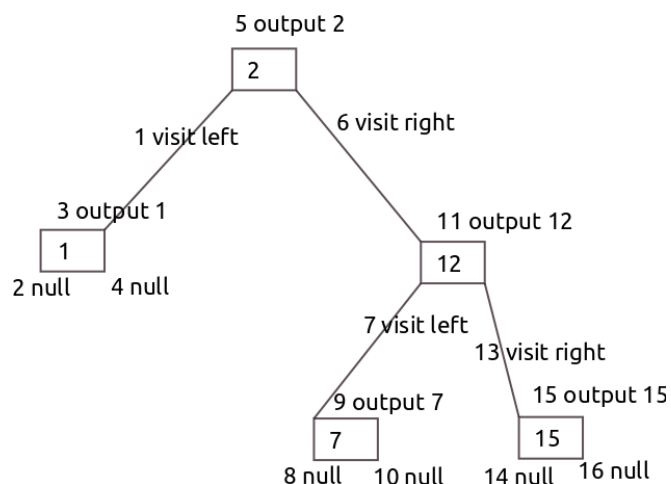 5 output 2
2
1 visit left
6 visit right
3 output 1
1
2 null
4 null
11 output 12
12
7 visit left
13 visit right
9 output 7
7
8 null
10 null
15 output 15
15
14 null
16 null